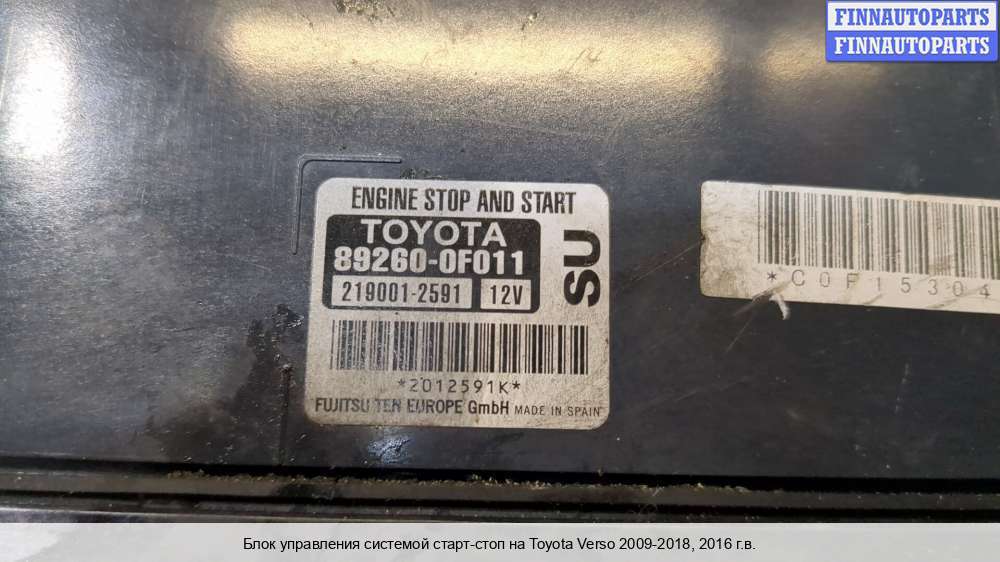 FINNAUTOPARTS
FINNAUTOPARTS
ENGINE STOP AND START
TOYOTA
89260-0F011
219001-2591 12V
SU
*2012591K*
FUJITSU TEN EUROPE GmbH MADE IN SPAIN
*C0F15304
Блок управления системой старт-стоп на Toyota Verso 2009-2018, 2016 г.в.